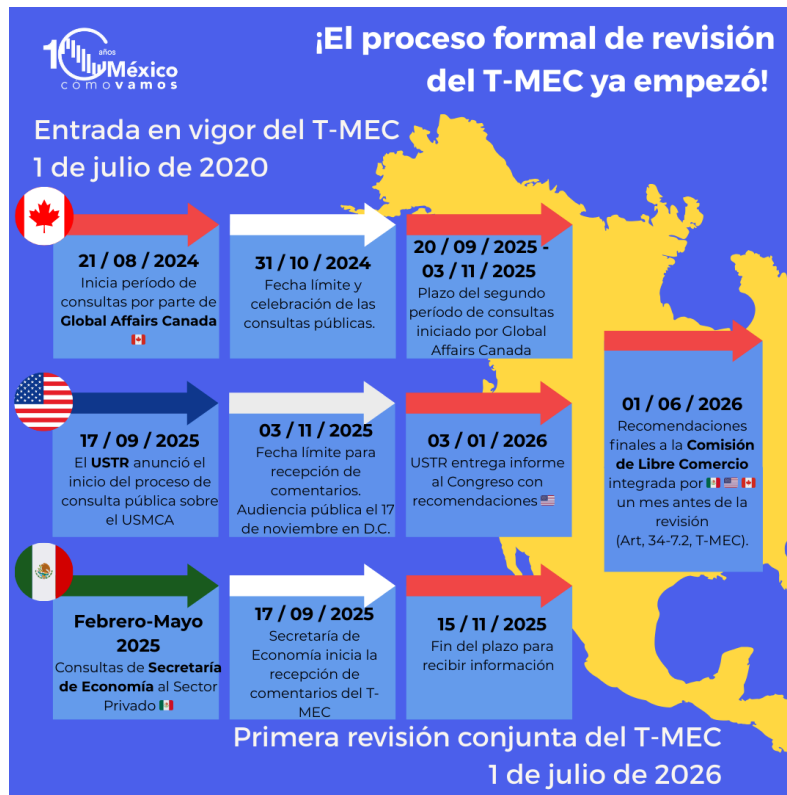 10 años
México
comovamos
¡El proceso formal de revisión
del T-MEC ya empezó!
Entrada en vigor del T-MEC
1 de julio de 2020
21 / 08 / 2024
Inicia período de
consultas por parte de
Global Affairs Canada
31 / 10 / 2024
Fecha límite y
celebración de las
consultas públicas.
20 / 09 / 2025 -
03 / 11 / 2025
Plazo del segundo
período de consultas
iniciado por Global
Affairs Canada
17 / 09 / 2025
El USTR anunció el
inicio del proceso de
consulta pública sobre
el USMCA
03 / 11 / 2025
Fecha límite para
recepción de
comentarios.
Audiencia pública el 17
de noviembre en D.C.
03 / 01 / 2026
USTR entrega informe
al Congreso con
recomendaciones
01 / 06 / 2026
Recomendaciones
finales a la Comisión
de Libre Comercio
integrada por
un mes antes de la
revisión
(Art, 34-7.2, T-MEC).
Febrero-Mayo
2025
Consultas de Secretaría
de Economía al Sector
Privado
17 / 09 / 2025
Secretaría de
Economía inicia la
recepción de
comentarios del T-
MEC
15 / 11 / 2025
Fin del plazo para
recibir información
Primera revisión conjunta del T-MEC
1 de julio de 2026